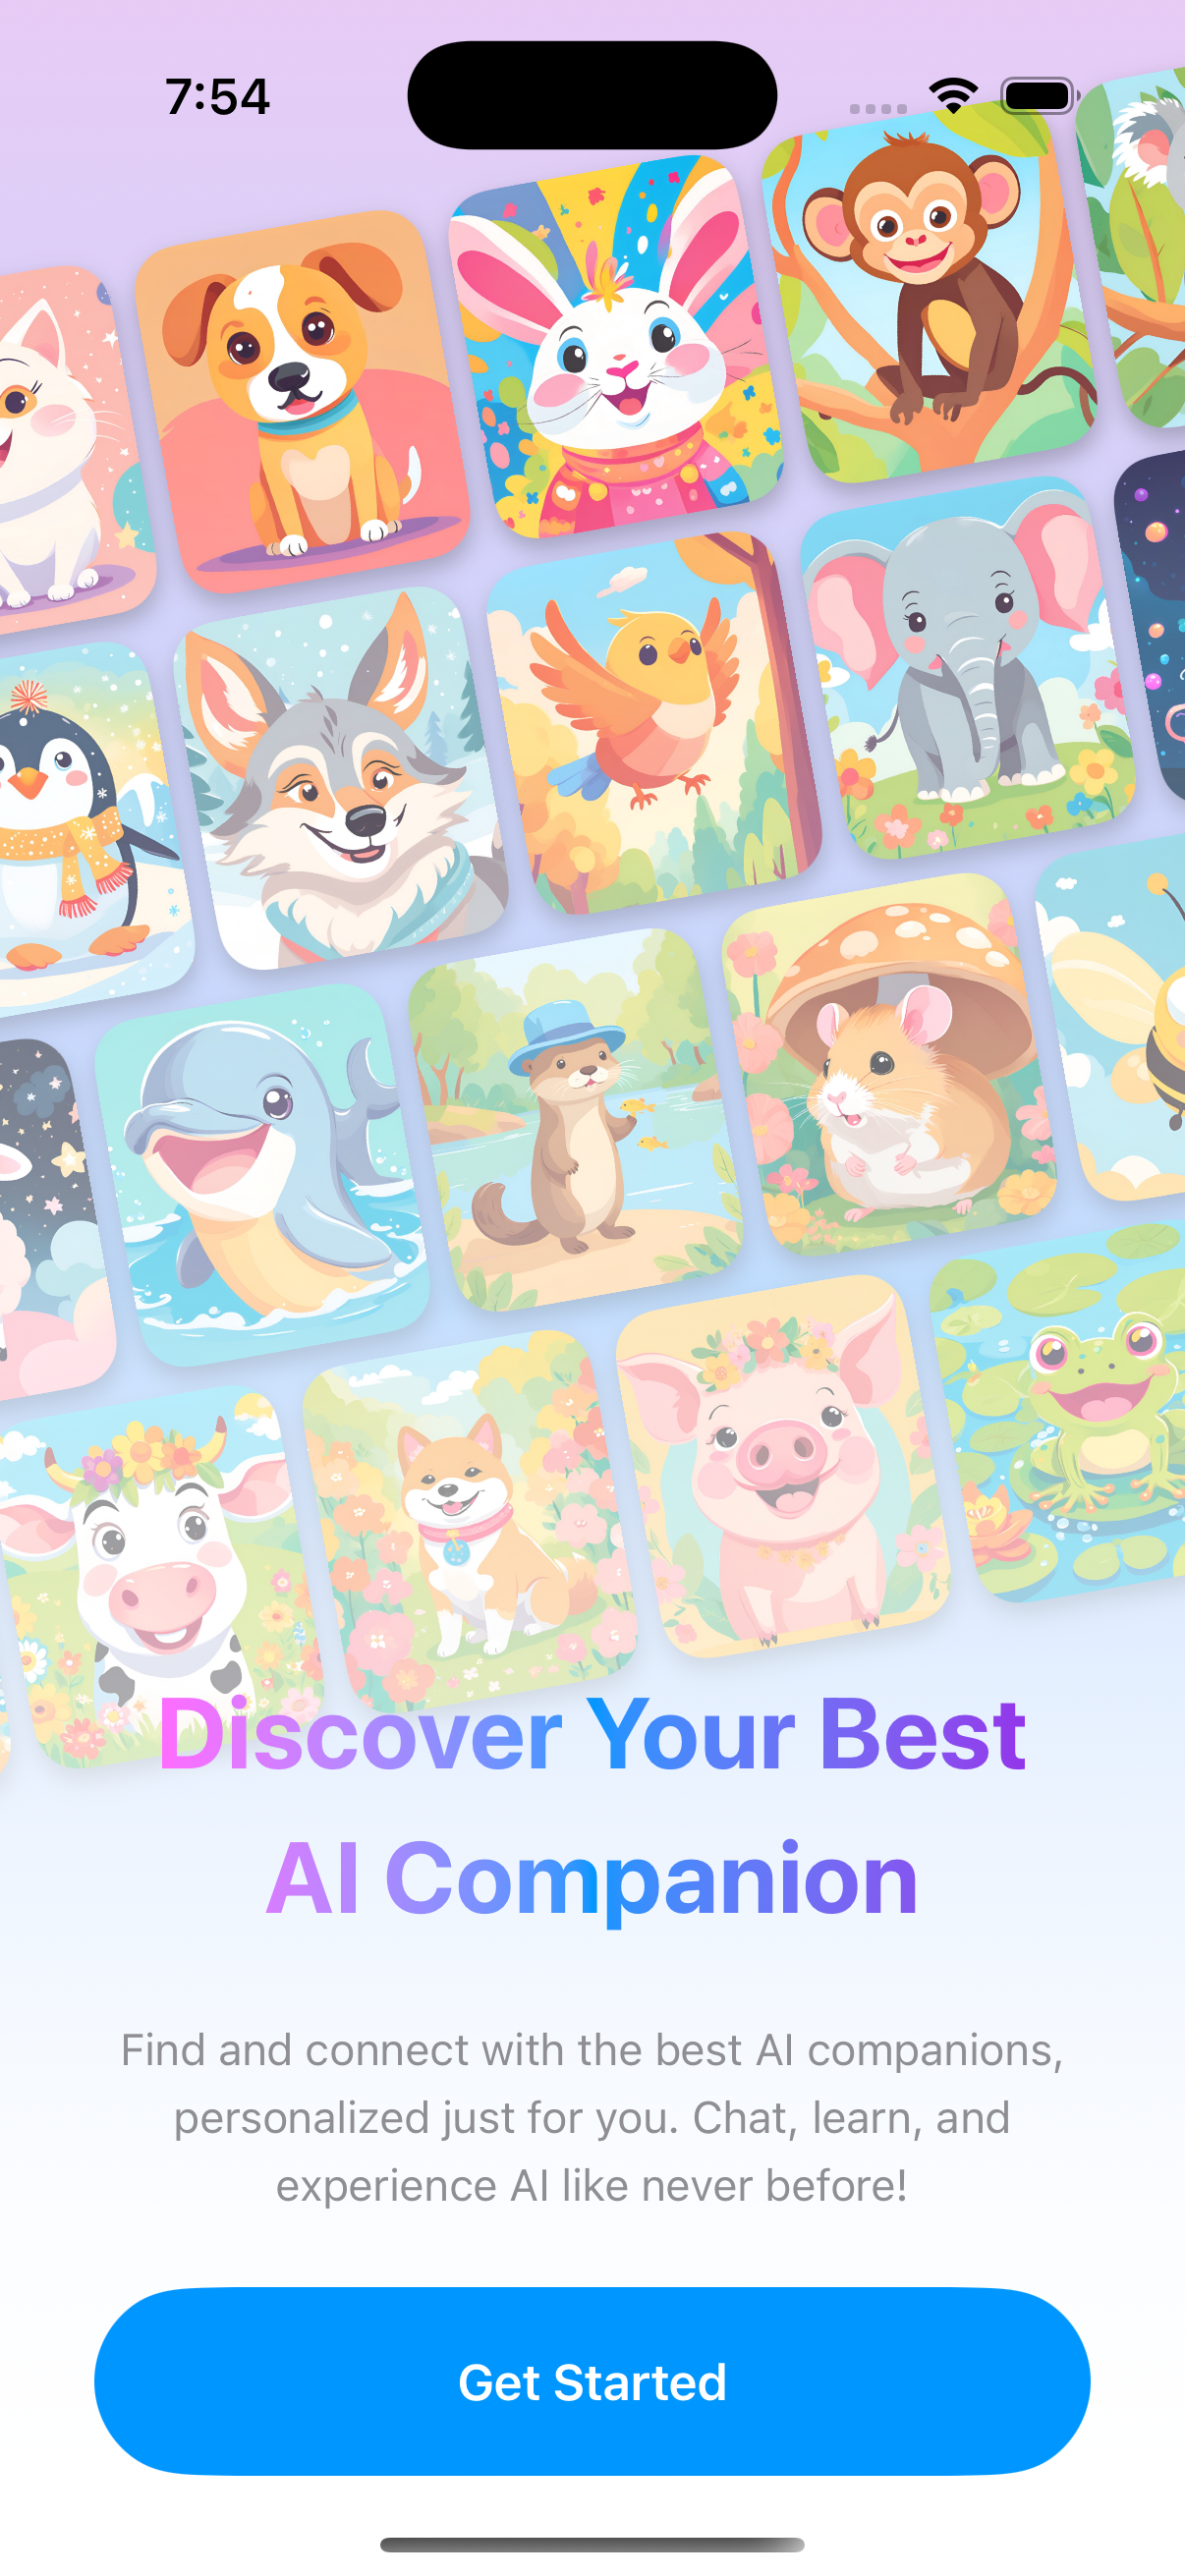 7:54
Discover Your Best
AI Companion
Find and connect with the best AI companions,
personalized just for you. Chat, learn, and
experience AI like never before!
Get Started